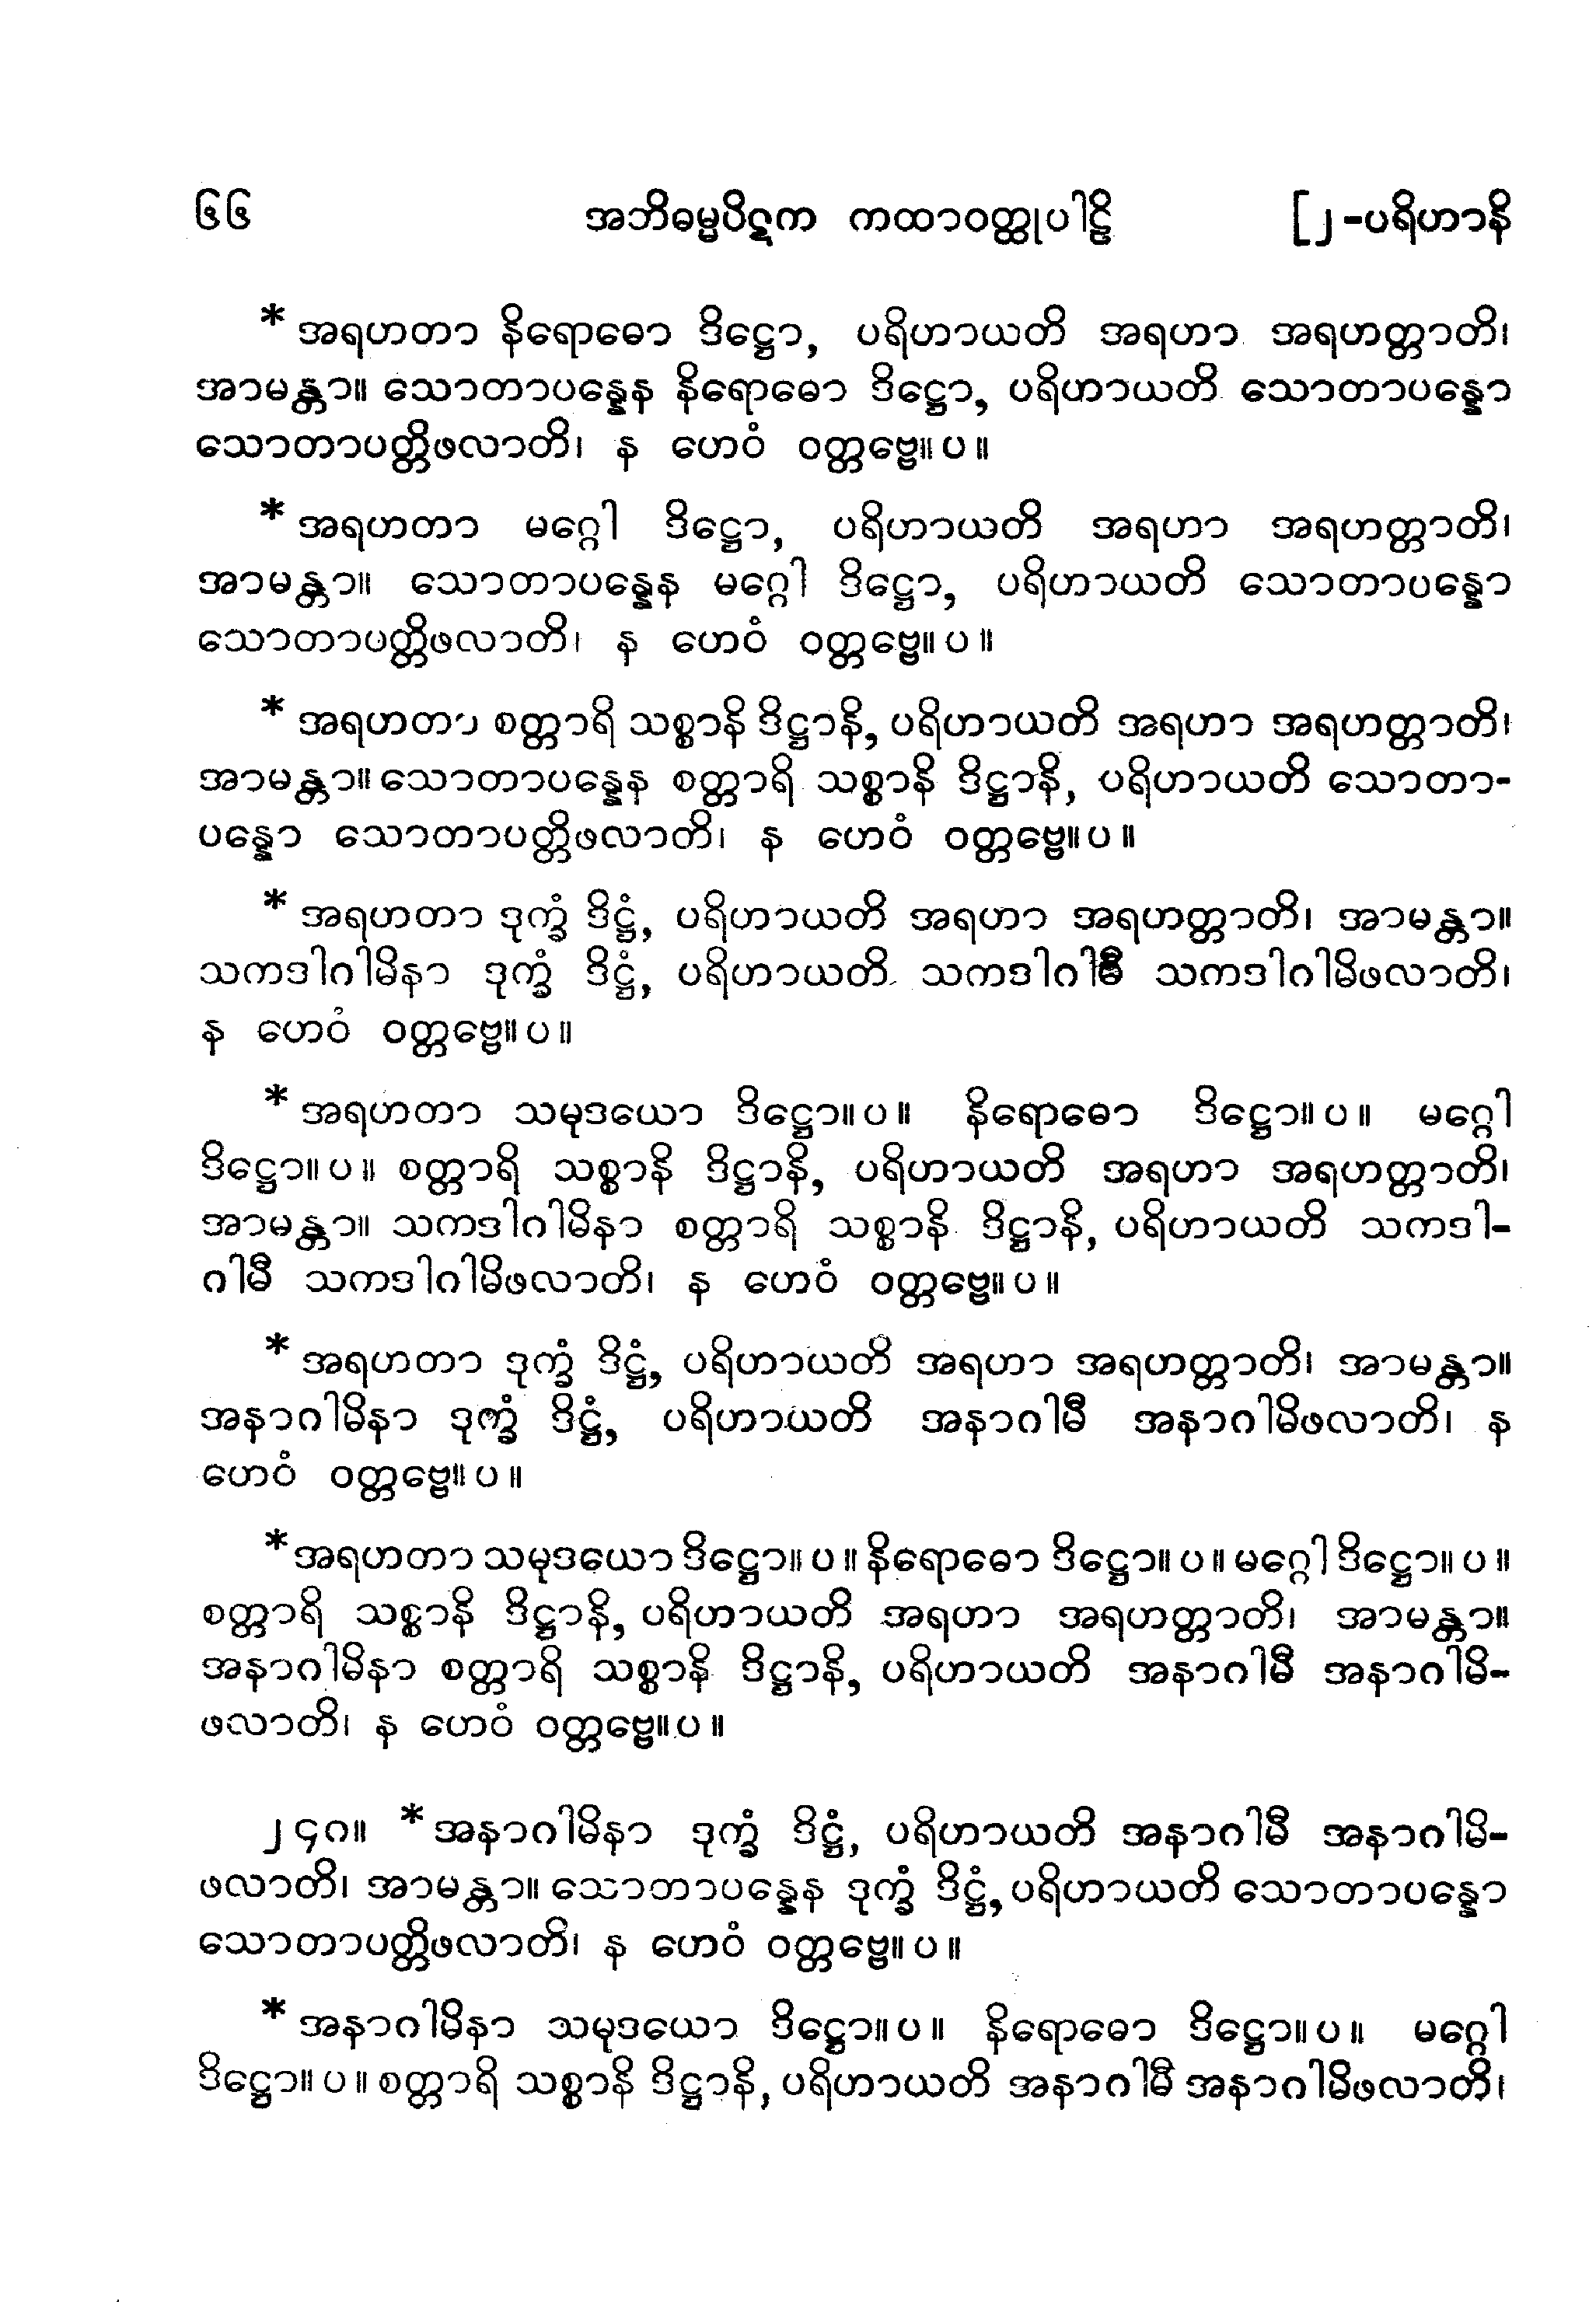 ၆၆ အဘိဓမ္မပိဋက ကထာဝတ္ထုပါဠိ [၂-ပရိဟာနိ
* အရဟတာ နိရောဓော ဒိဋ္ဌော, ပရိဟာယတိ အရဟာ အရဟတ္တာတိ၊
အာမန္တာ။ သောတာပန္နေန နိရောဓော ဒိဋ္ဌော, ပရိဟာယတိ သောတာပန္နော
သောတာပတ္တိဖလာတိ၊ န ဟေဝံ ဝတ္တဗ္ဗေ။ ပ ။
* အရဟတာ မဂ္ဂေါ ဒိဋ္ဌော, ပရိဟာယတိ အရဟာ အရဟတ္တာတိ၊
အာမန္တာ။ သောတာပန္နေန မဂ္ဂေါ ဒိဋ္ဌော, ပရိဟာယတိ သောတာပန္နော
သောတာပတ္တိဖလာတိ၊ န ဟေဝံ ဝတ္တဗ္ဗေ။ ပ ။
* အရဟတာ စတ္တာရိ သစ္စာနိ ဒိဋ္ဌာနိ, ပရိဟာယတိ အရဟာ အရဟတ္တာတိ၊
အာမန္တာ။ သောတာပန္နေန စတ္တာရိ သစ္စာနိ ဒိဋ္ဌာနိ, ပရိဟာယတိ သောတာ-
ပန္နော သောတာပတ္တိဖလာတိ၊ န ဟေဝံ ဝတ္တဗ္ဗေ။ ပ ။
* အရဟတာ ဒုက္ခံ ဒိဋ္ဌံ, ပရိဟာယတိ အရဟာ အရဟတ္တာတိ၊ အာမန္တာ။
သကဒါဂါမိနာ ဒုက္ခံ ဒိဋ္ဌံ, ပရိဟာယတိ သကဒါဂါမီ သကဒါဂါမိဖလာတိ၊
န ဟေဝံ ဝတ္တဗ္ဗေ။ ပ ။
* အရဟတာ သမုဒယော ဒိဋ္ဌော။ ပ ။ နိရောဓော ဒိဋ္ဌော။ ပ ။ မဂ္ဂေါ
ဒိဋ္ဌော။ ပ ။ စတ္တာရိ သစ္စာနိ ဒိဋ္ဌာနိ, ပရိဟာယတိ အရဟာ အရဟတ္တာတိ၊
အာမန္တာ။ သကဒါဂါမိနာ စတ္တာရိ သစ္စာနိ ဒိဋ္ဌာနိ, ပရိဟာယတိ သကဒါ-
ဂါမီ သကဒါဂါမိဖလာတိ၊ န ဟေဝံ ဝတ္တဗ္ဗေ။ ပ ။
* အရဟတာ ဒုက္ခံ ဒိဋ္ဌံ, ပရိဟာယတိ အရဟာ အရဟတ္တာတိ၊ အာမန္တာ။
အနာဂါမိနာ ဒုက္ခံ ဒိဋ္ဌံ, ပရိဟာယတိ အနာဂါမီ အနာဂါမိဖလာတိ၊ န
ဟေဝံ ဝတ္တဗ္ဗေ။ ပ ။
* အရဟတာ သမုဒယော ဒိဋ္ဌော။ ပ ။ နိရောဓော ဒိဋ္ဌော။ ပ ။ မဂ္ဂေါ ဒိဋ္ဌော။ ပ ။
စတ္တာရိ သစ္စာနိ ဒိဋ္ဌာနိ, ပရိဟာယတိ အရဟာ အရဟတ္တာတိ၊ အာမန္တာ။
အနာဂါမိနာ စတ္တာရိ သစ္စာနိ ဒိဋ္ဌာနိ, ပရိဟာယတိ အနာဂါမီ အနာဂါမိ-
ဖလာတိ၊ န ဟေဝံ ဝတ္တဗ္ဗေ။ ပ ။
၂၄၈။ * အနာဂါမိနာ ဒုက္ခံ ဒိဋ္ဌံ, ပရိဟာယတိ အနာဂါမီ အနာဂါမိ-
ဖလာတိ၊ အာမန္တာ။ သောတာပန္နေန ဒုက္ခံ ဒိဋ္ဌံ, ပရိဟာယတိ သောတာပန္နော
သောတာပတ္တိဖလာတိ၊ န ဟေဝံ ဝတ္တဗ္ဗေ။ ပ ။
* အနာဂါမိနာ သမုဒယော ဒိဋ္ဌော။ ပ ။ နိရောဓော ဒိဋ္ဌော။ ပ ။ မဂ္ဂေါ
ဒိဋ္ဌော။ ပ ။ စတ္တာရိ သစ္စာနိ ဒိဋ္ဌာနိ, ပရိဟာယတိ အနာဂါမီ အနာဂါမိဖလာတိ၊